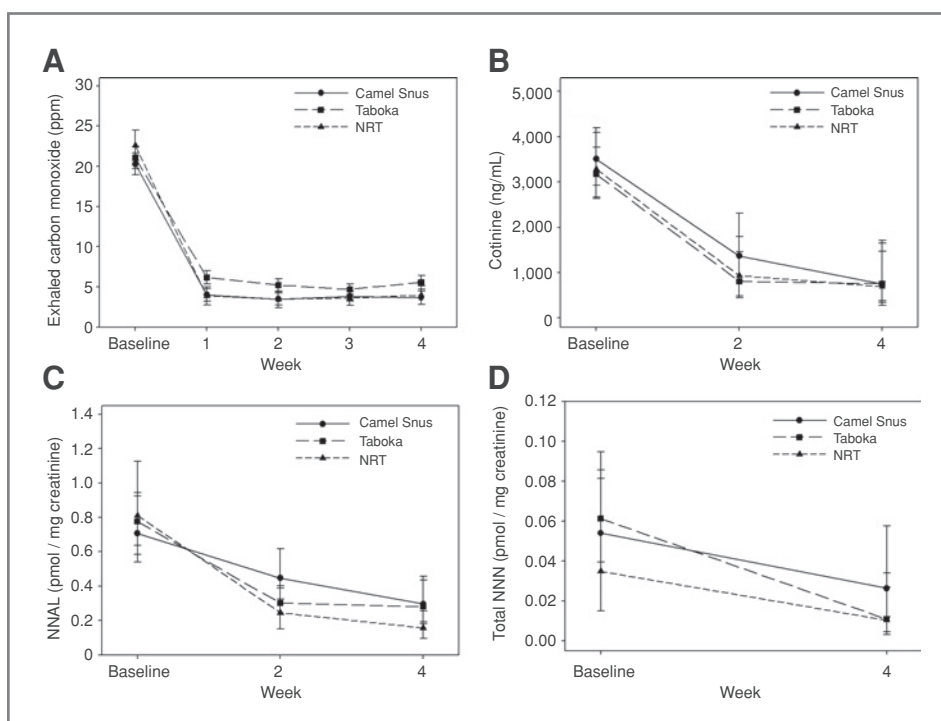 A
Exhaled carbon monoxide (ppm)
30
25
20
15
10
5
0
Camel Snus
Taboka
NRT
Baseline 1 2 3 4
Week
B
Cotinine (ng/mL)
5,000
4,000
3,000
2,000
1,000
0
Camel Snus
Taboka
NRT
Baseline 2 4
Week
C
NNAL (pmol / mg creatinine)
1.4
1.2
1.0
0.8
0.6
0.4
0.2
0
Camel Snus
Taboka
NRT
Baseline 2 4
Week
D
Total NNN (pmol / mg creatinine)
0.12
0.10
0.08
0.06
0.04
0.02
0.00
Camel Snus
Taboka
NRT
Baseline 4
Week